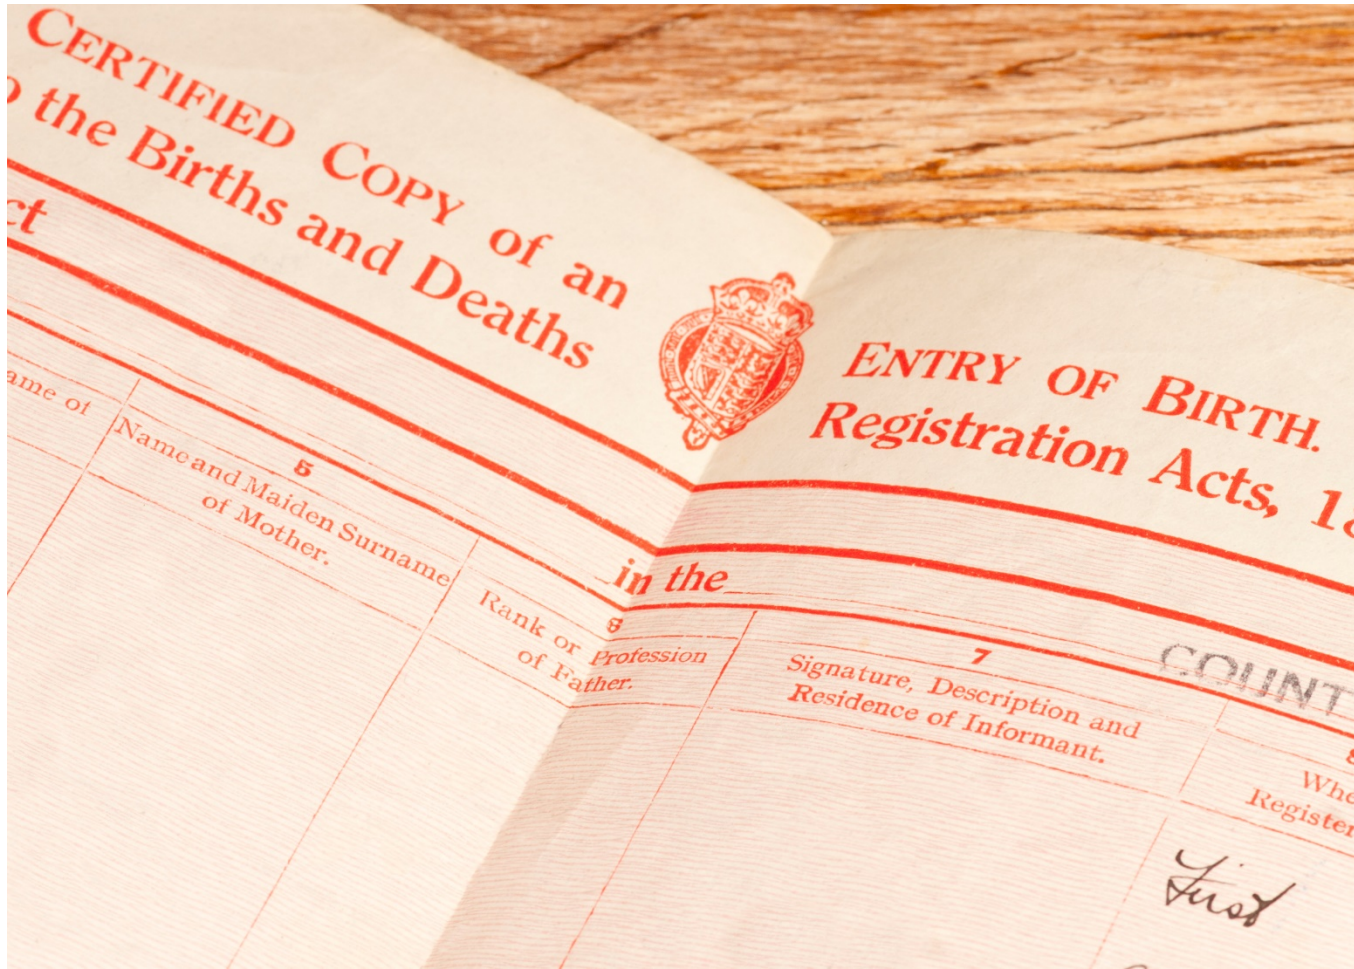 CERTIFIED COPY of an
the Births and Deaths
ENTRY OF BIRTH.
Registration Acts, 18
in the
ame of
5
Name and Maiden Surname
of Mother.
6
Rank or Profession
of Father.
7
Signature, Description and
Residence of Informant.
COUNT
8
Whe
Register
First